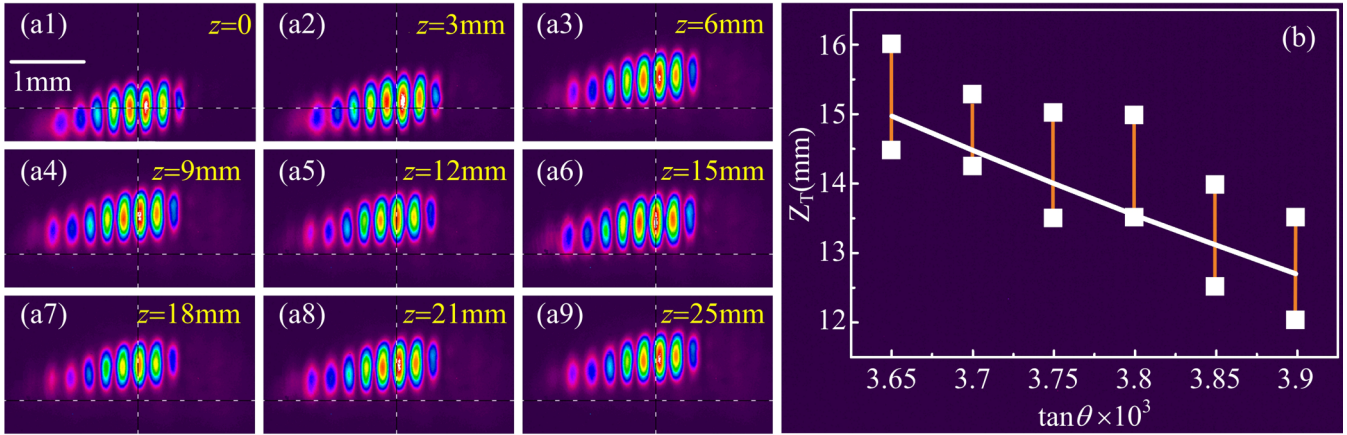 (a1) z=0
1mm
(a2) z=3mm
(a3) z=6mm
(a4) z=9mm
(a5) z=12mm
(a6) z=15mm
(a7) z=18mm
(a8) z=21mm
(a9) z=25mm
(b)
Z_T(mm)
16
15
14
13
12
3.65 3.7 3.75 3.8 3.85 3.9
tanθ×10³